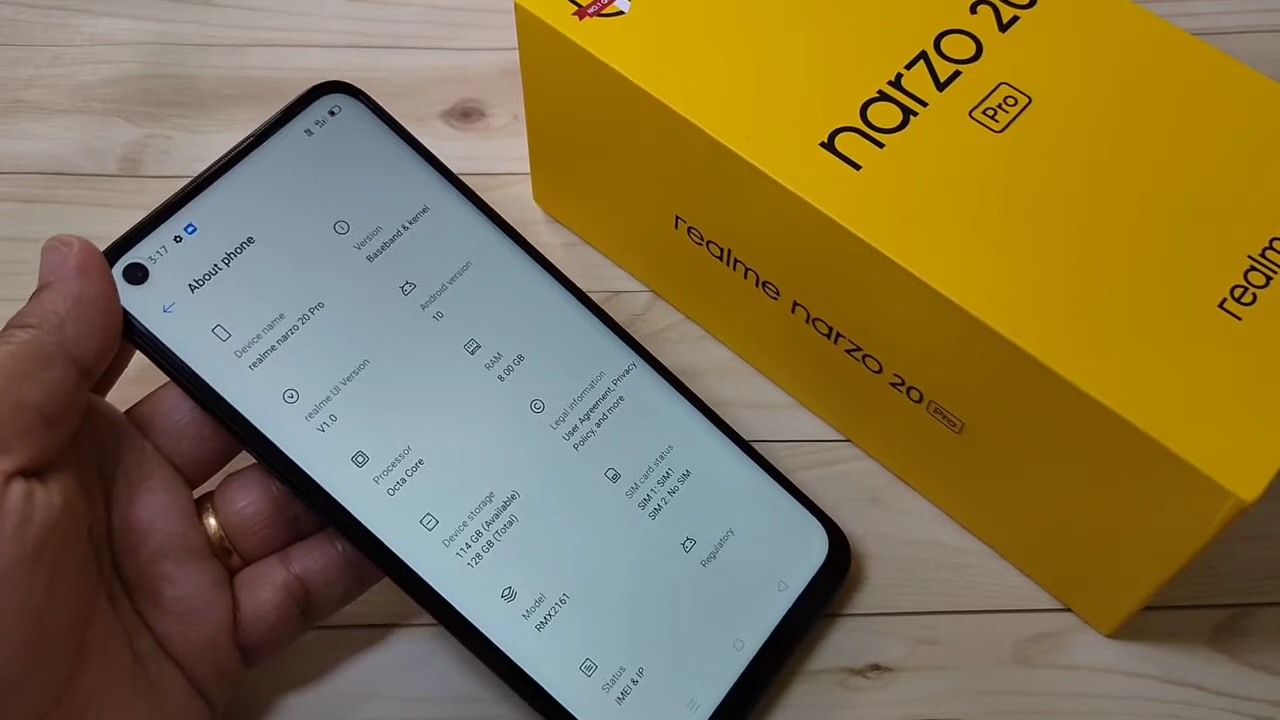 3:17
About phone
Device name
realme narzo 20 Pro
Version
Baseband & kernel
realme UI Version
V1.0
Android version
10
Processor
Octa Core
RAM
8.00 GB
Device storage
114 GB (Available)
128 GB (Total)
Legal information
User Agreement, Privacy
Policy, and more
Model
RMX2161
SIM card status
SIM 1: SIM1
SIM 2: No SIM
Status
IMEI & IP
Regulatory
NO.1
narzo 20
Pro
realme narzo 20 Pro
realm